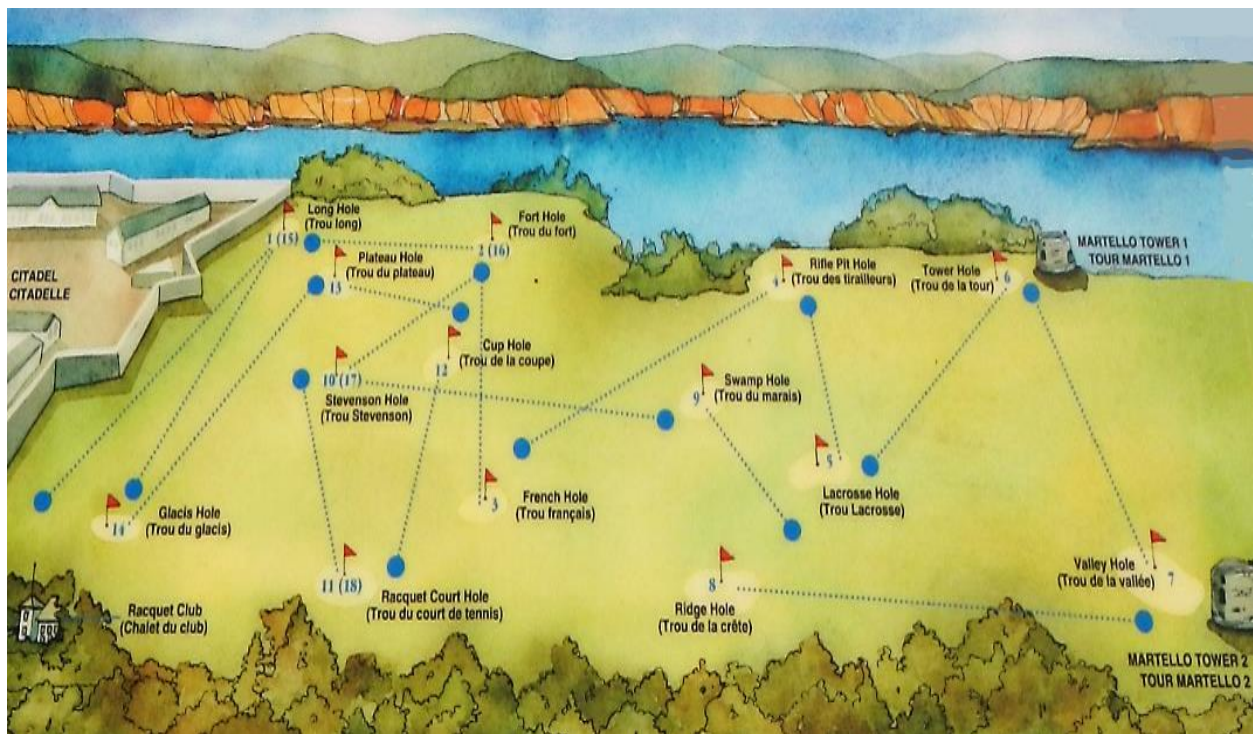 Long Hole
(Trou long)
1 (15)
Fort Hole
(Trou du fort)
2 (16)
Plateau Hole
(Trou du plateau)
13
MARTELLO TOWER 1
TOUR MARTELLO 1
Rifle Pit Hole
(Trou des tirailleurs)
4
Tower Hole
(Trou de la tour)
6
CITADEL
CITADELLE
Cup Hole
(Trou de la coupe)
12
10 (17)
Stevenson Hole
(Trou Stevenson)
Swamp Hole
(Trou du marais)
9
5
Lacrosse Hole
(Trou Lacrosse)
French Hole
(Trou français)
3
Glacis Hole
(Trou du glacis)
14
11 (18)
Racquet Court Hole
(Trou du court de tennis)
8
Ridge Hole
(Trou de la crête)
Valley Hole
(Trou de la vallée)
7
Racquet Club
(Chalet du club)
MARTELLO TOWER 2
TOUR MARTELLO 2